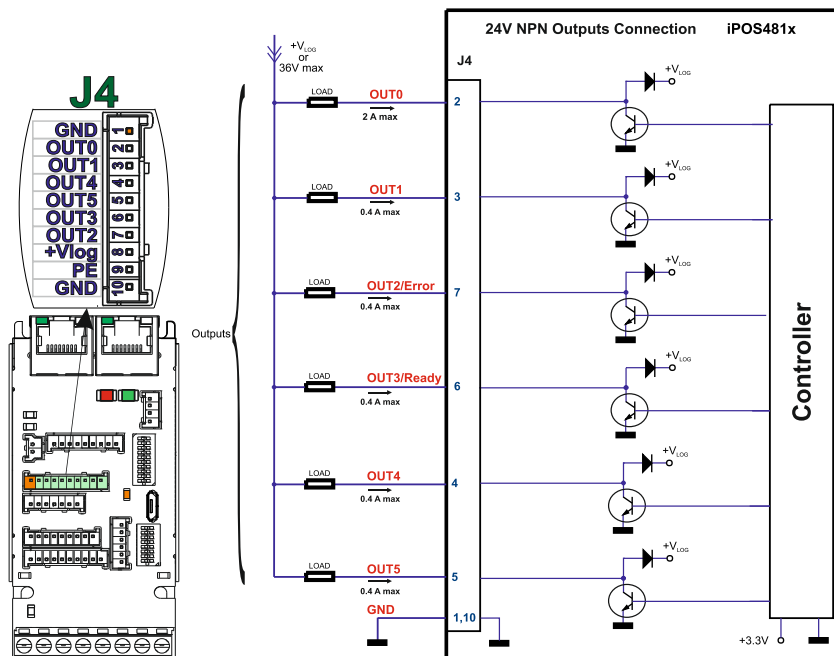 24V NPN Outputs Connection iPOS481x
+VLOG
or
36V max
J4
J4
GND 1
OUT0 2
OUT1 3
OUT4 4
OUT5 5
OUT3 6
OUT2 7
+Vlog 8
PE 9
GND 10
Outputs
LOAD OUT0 2 +VLOG
2 A max
LOAD OUT1 3 +VLOG
0.4 A max
LOAD OUT2/Error 7 +VLOG
0.4 A max
LOAD OUT3/Ready 6 +VLOG
0.4 A max
LOAD OUT4 4 +VLOG
0.4 A max
LOAD OUT5 5 +VLOG
0.4 A max
GND 1,10
Controller
+3.3V